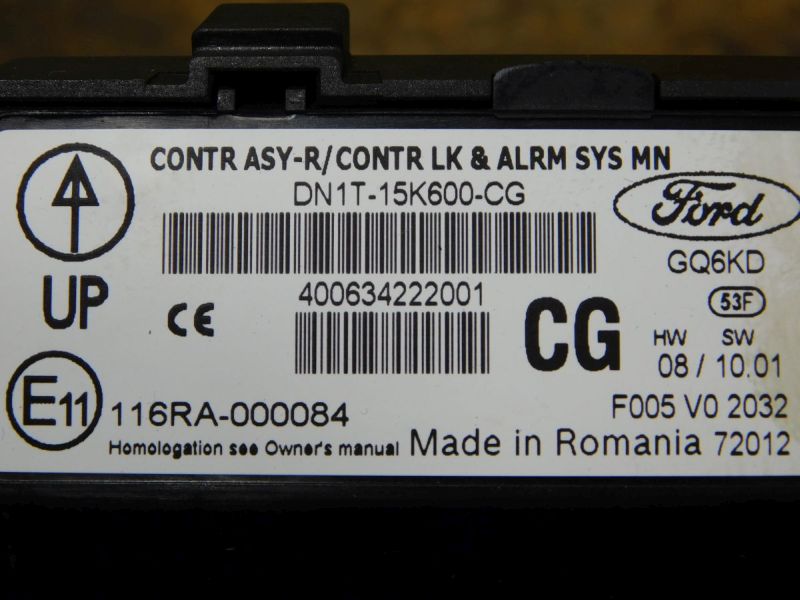 CONTR ASY-R/CONTR LK & ALRM SYS MN
DN1T-15K600-CG
Ford
GQ6KD
UP
CE
400634222001
CG
53F
HW SW
08 / 10.01
E11
116RA-000084
F005 V0 2032
Homologation see Owner's manual Made in Romania 72012